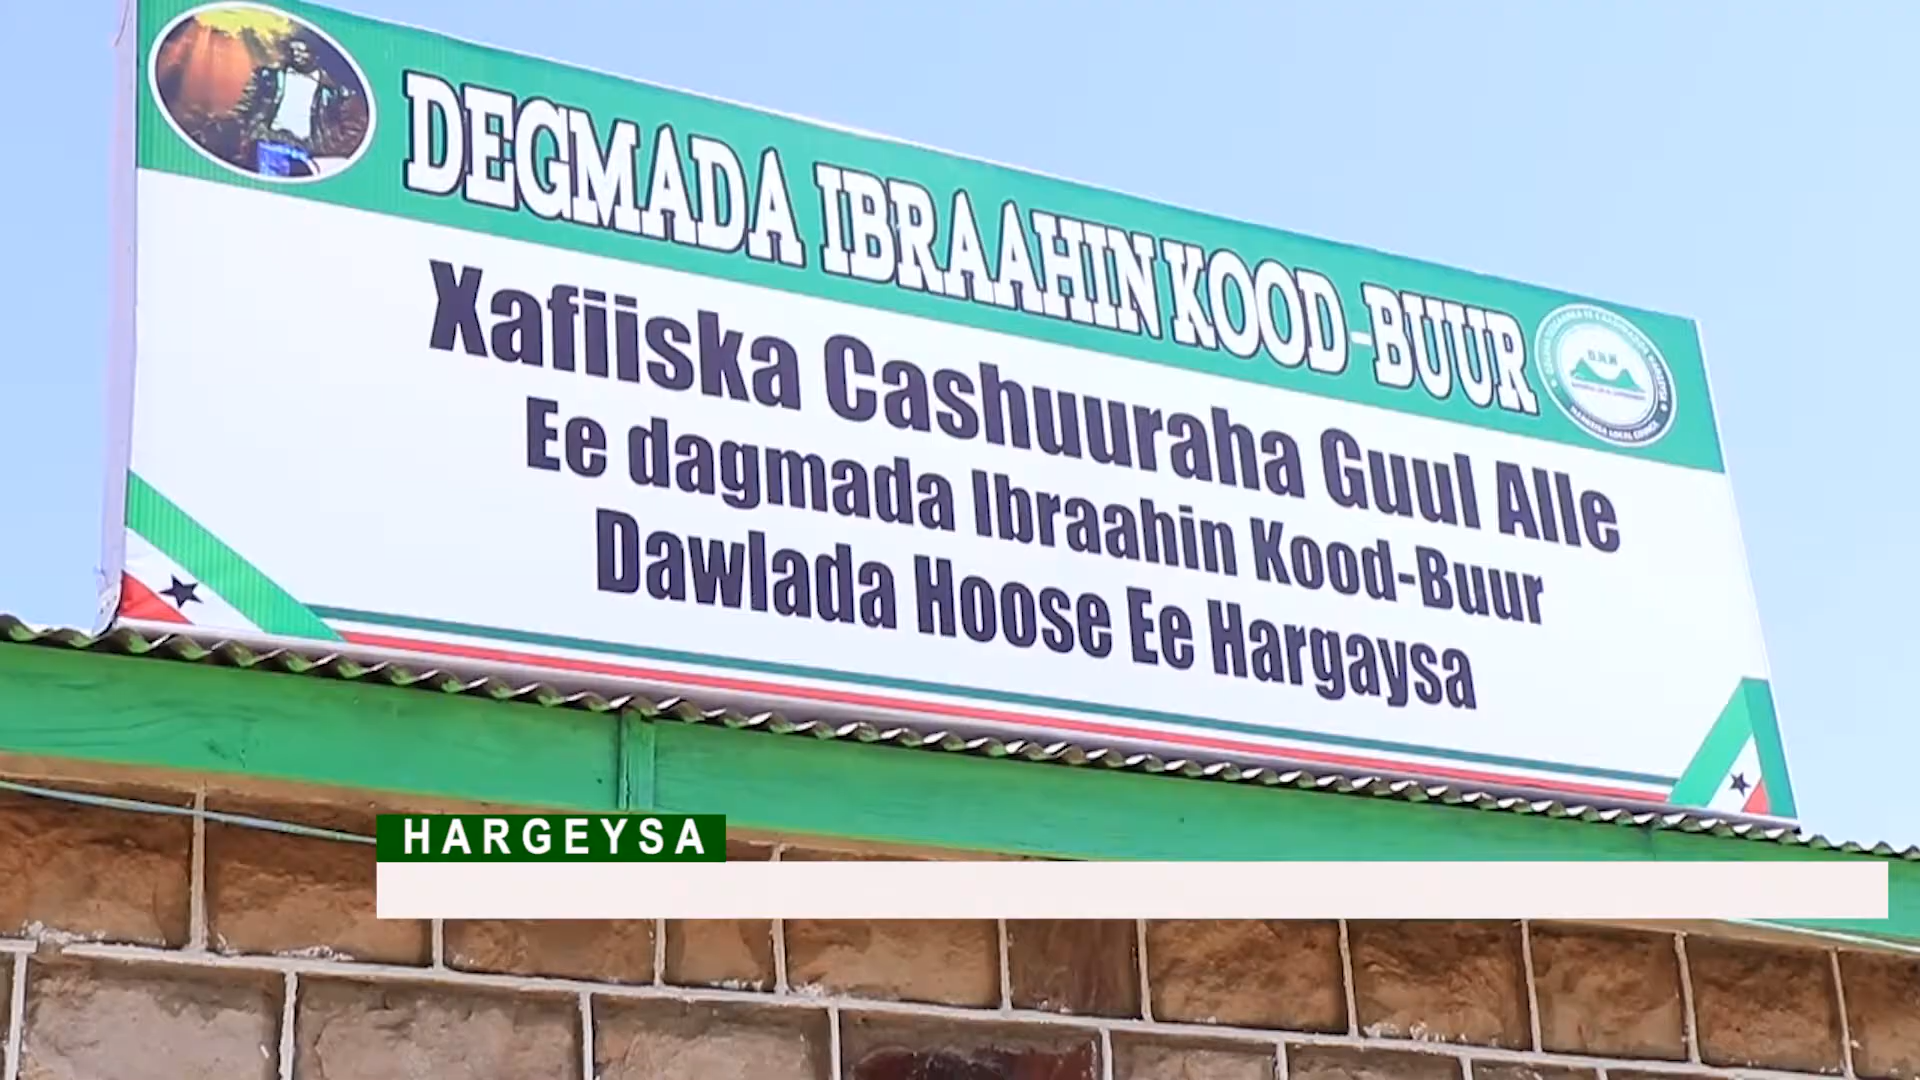 DEGMADA IBRAAHIN KOOD-BUUR
Xafiiska Cashuuraha Guul Alle
Ee dagmada Ibraahin Kood-Buur
Dawlada Hoose Ee Hargaysa
HARGEYSA